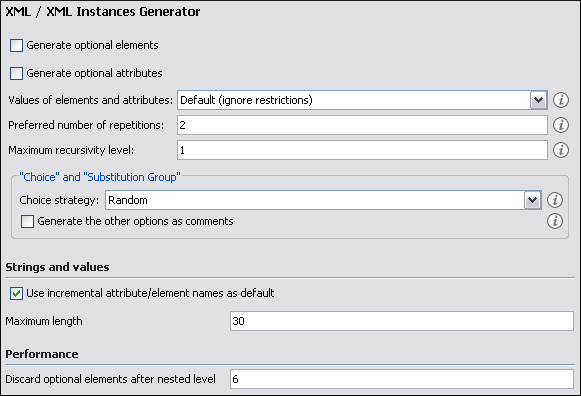 XML / XML Instances Generator
Generate optional elements
Generate optional attributes
Values of elements and attributes: Default (ignore restrictions)
Preferred number of repetitions: 2
Maximum recursivity level: 1
"Choice" and "Substitution Group"
Choice strategy: Random
Generate the other options as comments
Strings and values
Use incremental attribute/element names as default
Maximum length 30
Performance
Discard optional elements after nested level 6